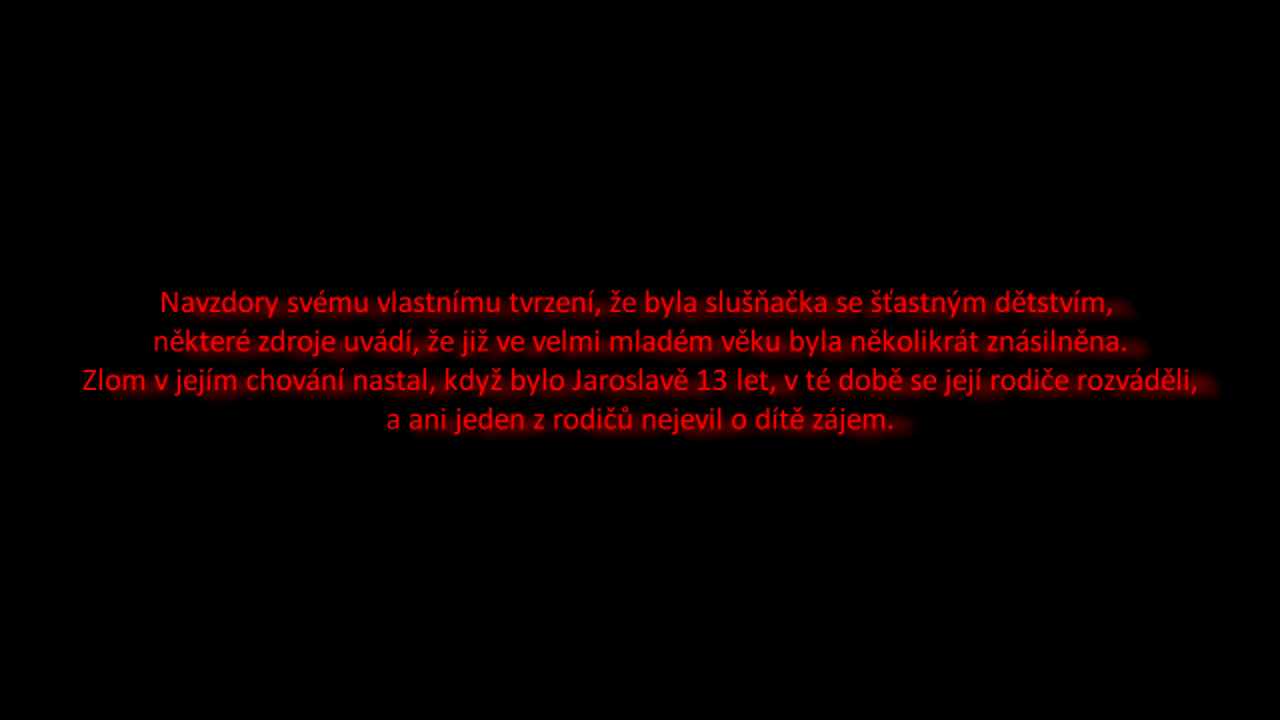 Navzdory svému vlastnímu tvrzení, že byla slušňačka se šťastným dětstvím,
některé zdroje uvádí, že již ve velmi mladém věku byla několikrát znásilněna.
Zlom v jejím chování nastal, když bylo Jaroslavě 13 let, v té době se její rodiče rozváděli,
a ani jeden z rodičů nejevil o dítě zájem.